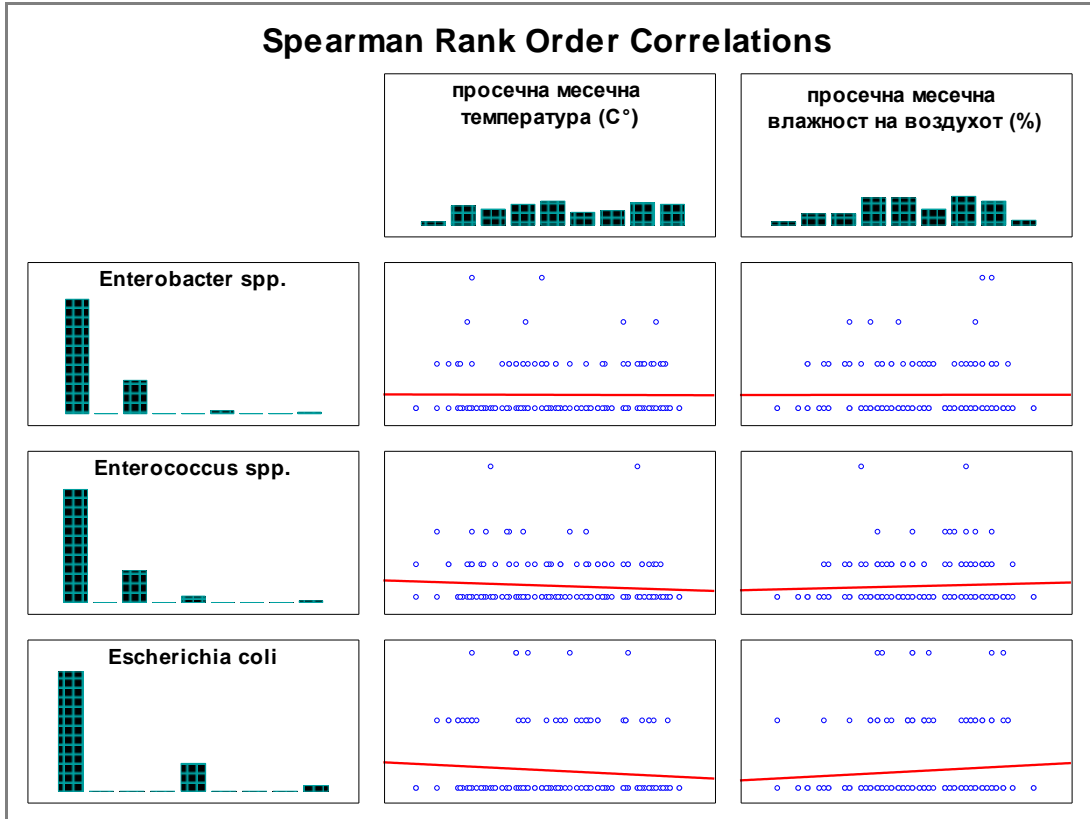 Spearman Rank Order Correlations
просечна месечна
температура (C°)
просечна месечна
влажност на воздухот (%)
Enterobacter spp.
Enterococcus spp.
Escherichia coli